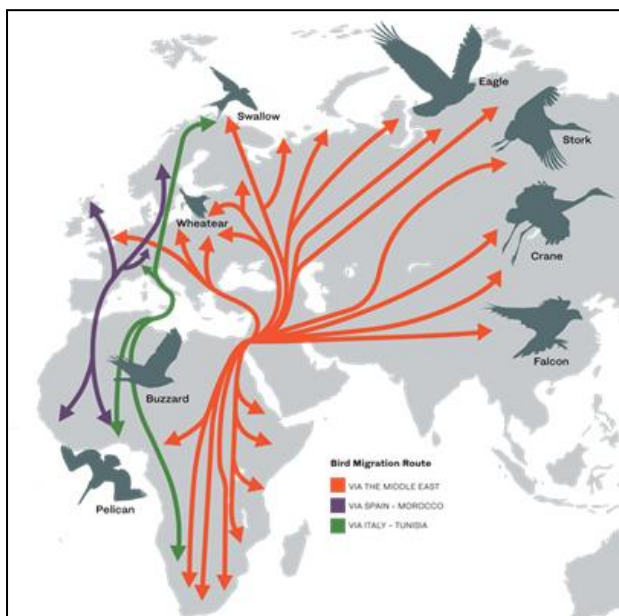 Eagle
Swallow
Stork
Wheatear
Crane
Falcon
Buzzard
Pelican
Bird Migration Route
VIA THE MIDDLE EAST
VIA SPAIN – MOROCCO
VIA ITALY – TUNISIA